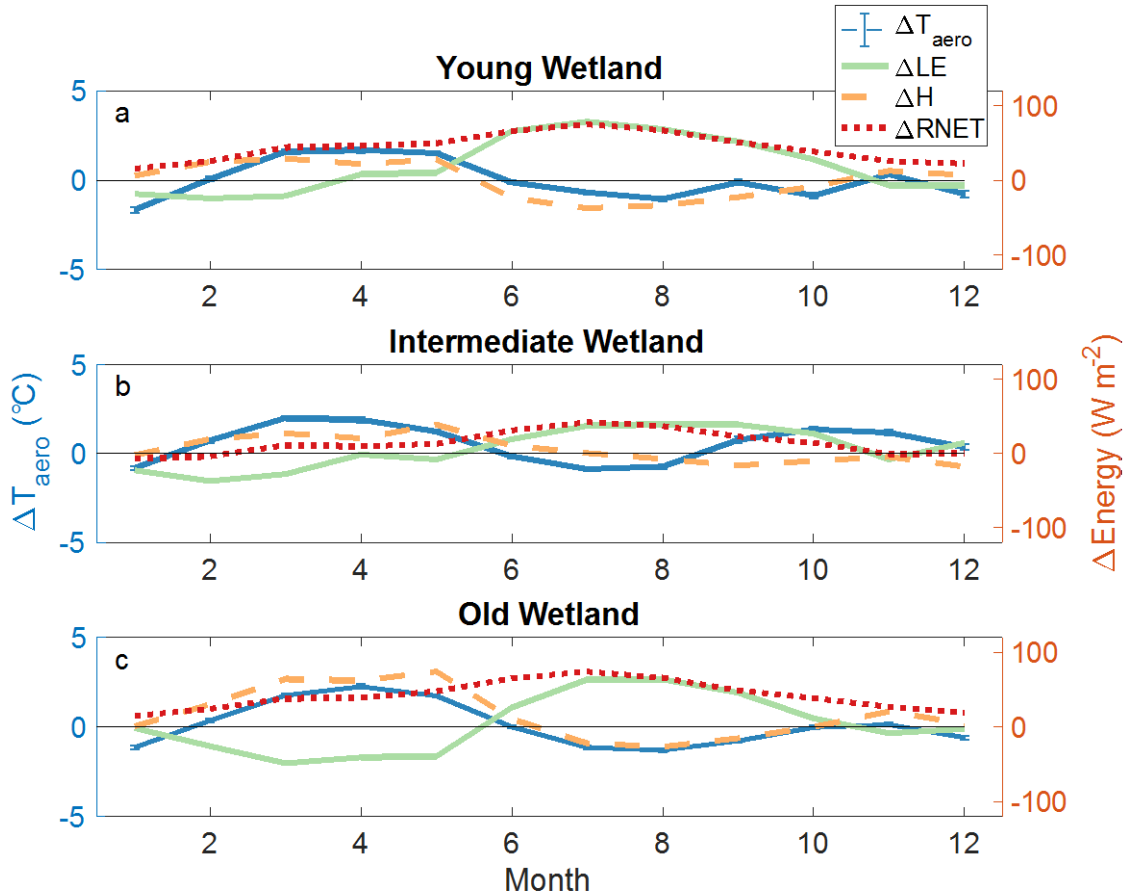 ΔT_aero
ΔLE
ΔH
ΔRNET
Young Wetland
a
5
0
-5
100
0
-100
2 4 6 8 10 12
Intermediate Wetland
b
5
0
-5
100
0
-100
2 4 6 8 10 12
Old Wetland
c
5
0
-5
100
0
-100
2 4 6 8 10 12
Month
ΔT_aero (°C)
ΔEnergy (W m⁻²)